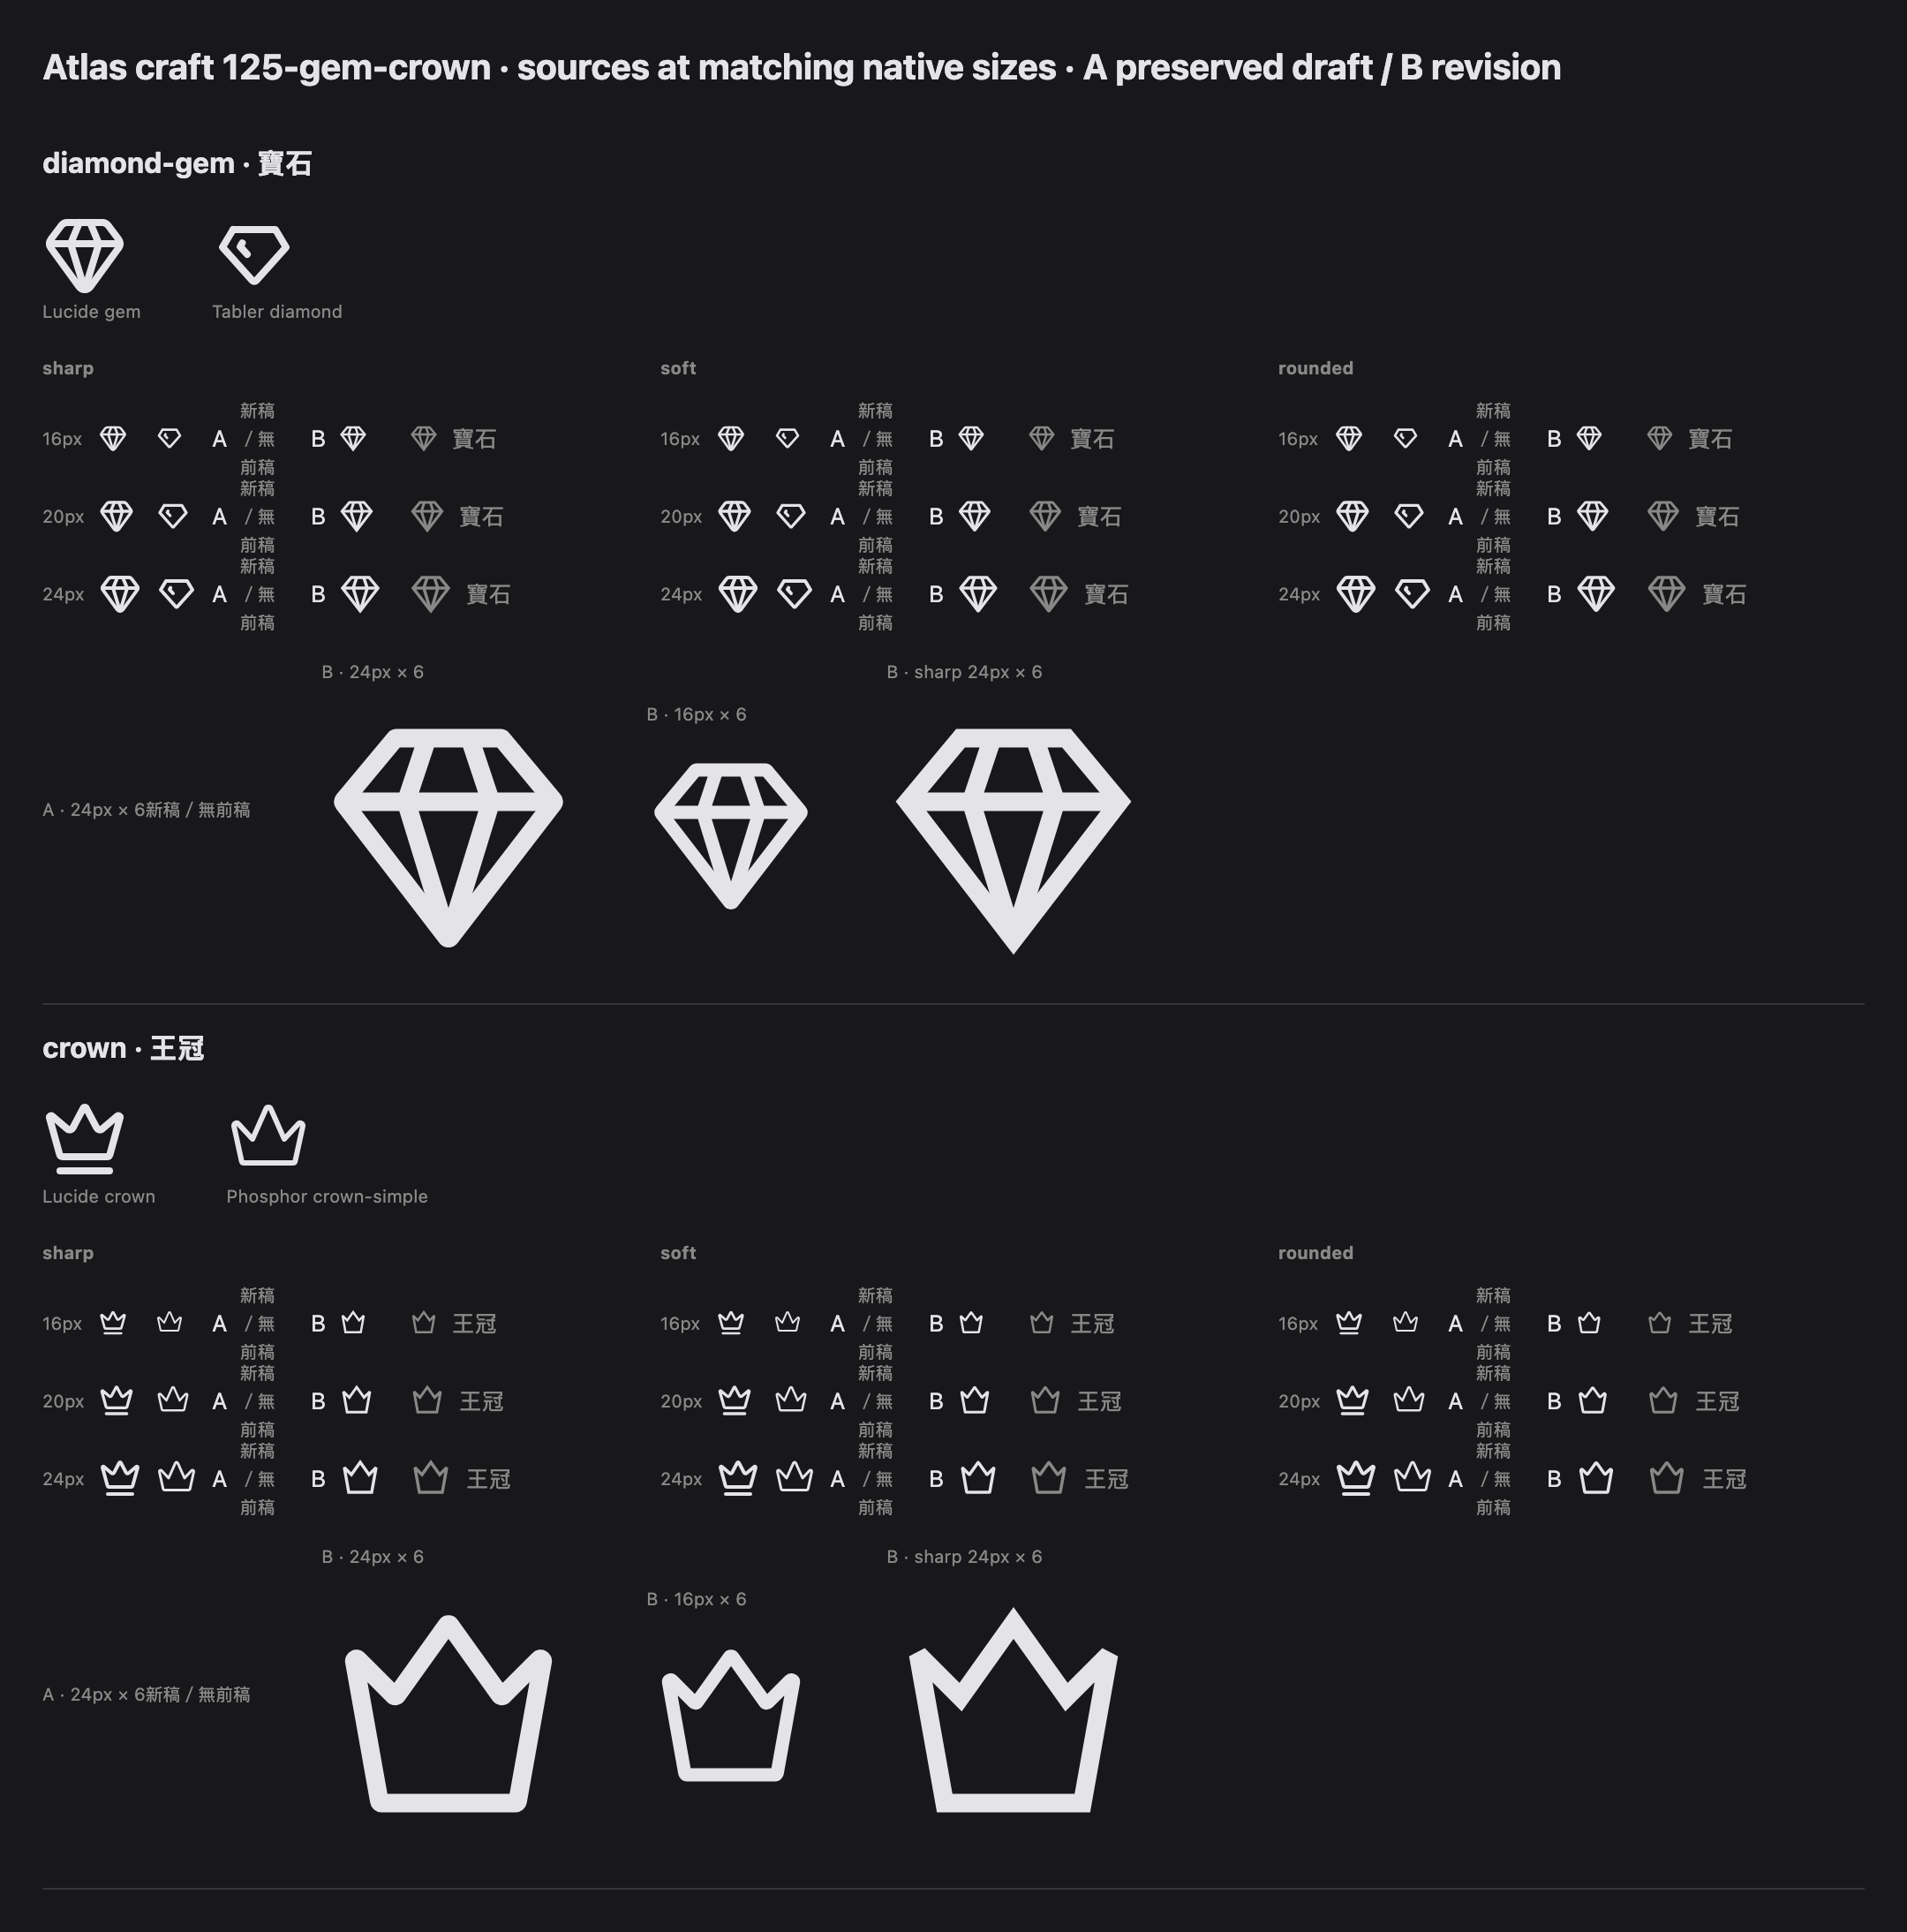 Atlas craft 125-gem-crown · sources at matching native sizes · A preserved draft / B revision
diamond-gem · 寶石
Lucide gem
Tabler diamond
sharp
soft
rounded
16px A 新稿 / 無前稿 B 寶石
16px A 新稿 / 無前稿 B 寶石
16px A 新稿 / 無前稿 B 寶石
20px A 新稿 / 無前稿 B 寶石
20px A 新稿 / 無前稿 B 寶石
20px A 新稿 / 無前稿 B 寶石
24px A 新稿 / 無前稿 B 寶石
24px A 新稿 / 無前稿 B 寶石
24px A 新稿 / 無前稿 B 寶石
B · 24px × 6
B · sharp 24px × 6
B · 16px × 6
A · 24px × 6新稿 / 無前稿
crown · 王冠
Lucide crown
Phosphor crown-simple
sharp
soft
rounded
16px A 新稿 / 無前稿 B 王冠
16px A 新稿 / 無前稿 B 王冠
16px A 新稿 / 無前稿 B 王冠
20px A 新稿 / 無前稿 B 王冠
20px A 新稿 / 無前稿 B 王冠
20px A 新稿 / 無前稿 B 王冠
24px A 新稿 / 無前稿 B 王冠
24px A 新稿 / 無前稿 B 王冠
24px A 新稿 / 無前稿 B 王冠
B · 24px × 6
B · sharp 24px × 6
B · 16px × 6
A · 24px × 6新稿 / 無前稿